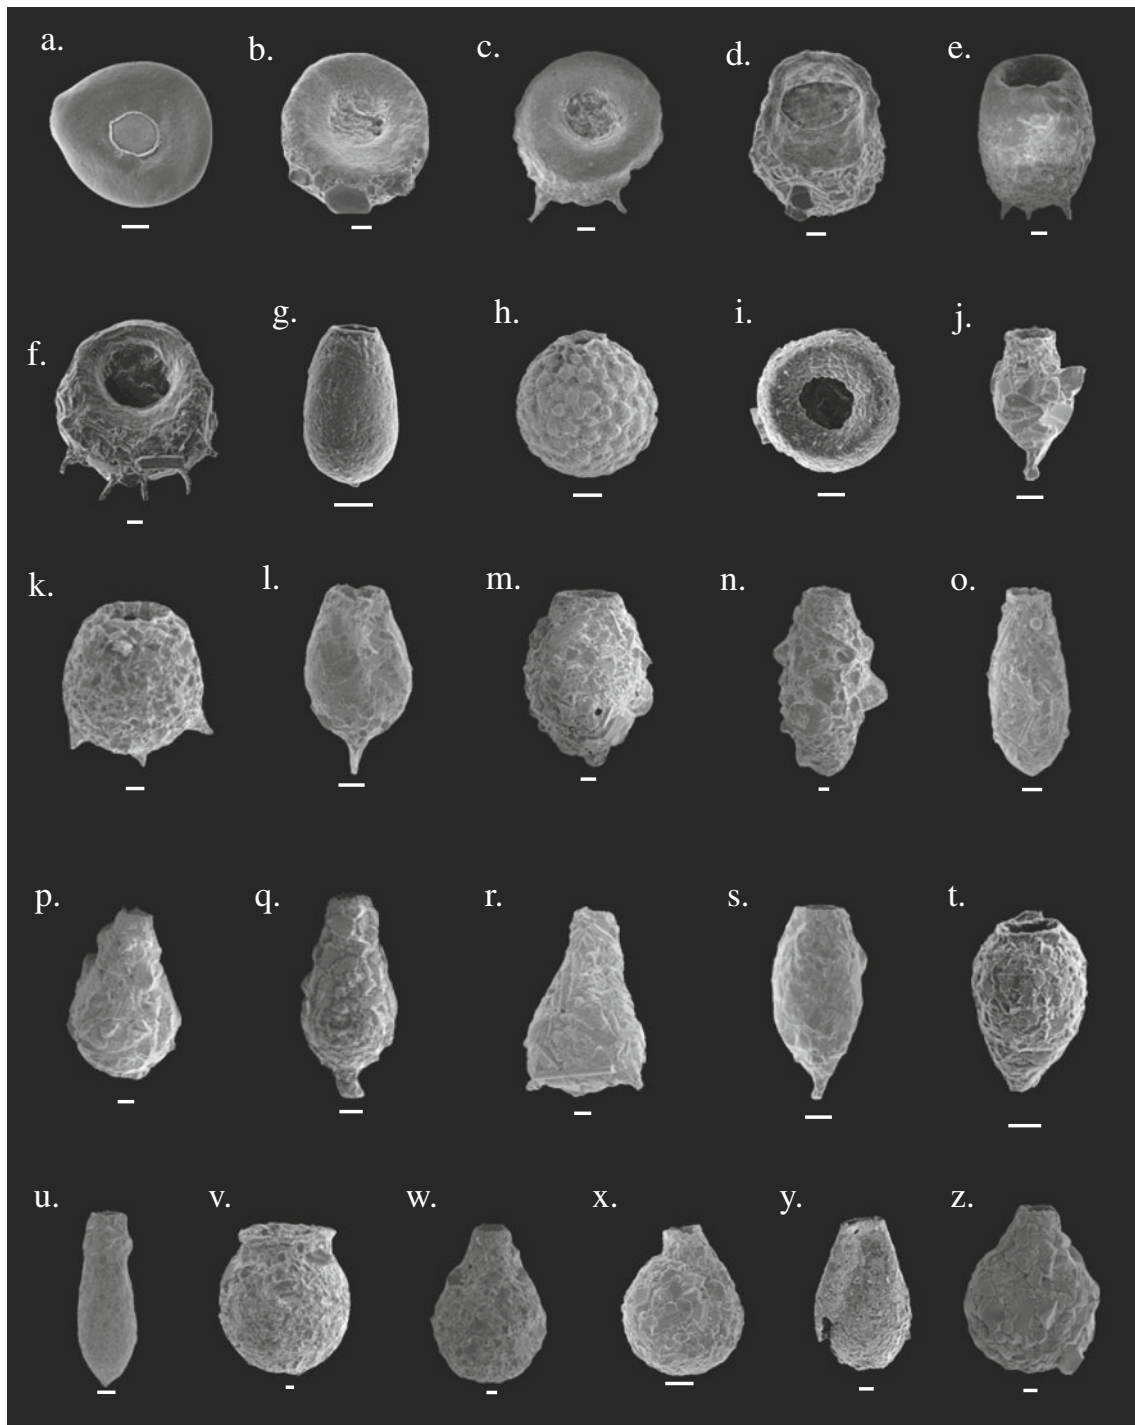 a. b. c. d. e.
f. g. h. i. j.
k. l. m. n. o.
p. q. r. s. t.
u. v. w. x. y. z.